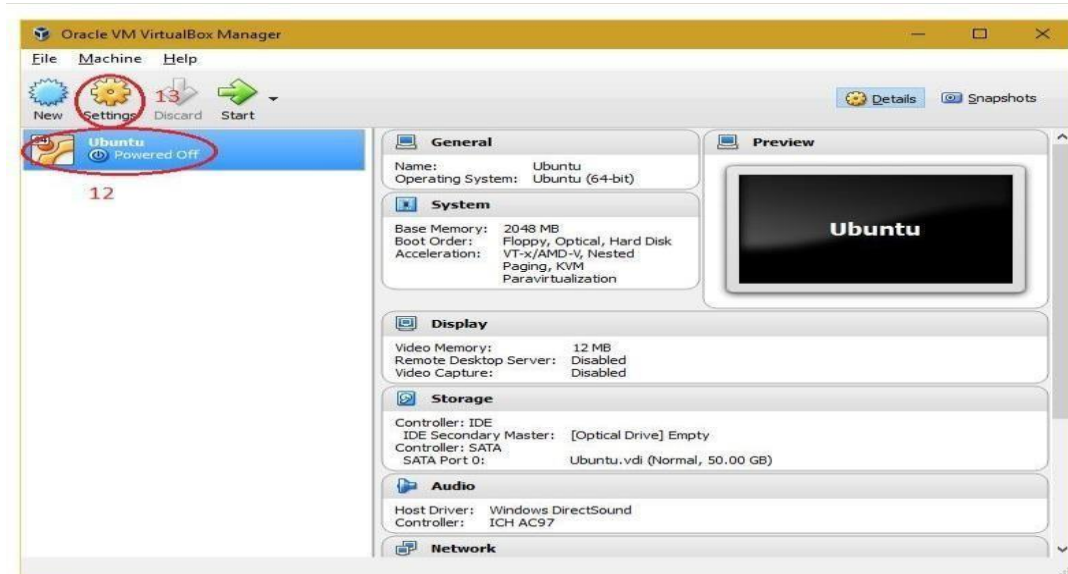 Oracle VM VirtualBox Manager
File Machine Help
New Settings Discard Start
13
Details Snapshots
Ubuntu
Powered Off
12
General
Name: Ubuntu
Operating System: Ubuntu (64-bit)
System
Base Memory: 2048 MB
Boot Order: Floppy, Optical, Hard Disk
Acceleration: VT-x/AMD-V, Nested
Paging, KVM
Paravirtualization
Preview
Ubuntu
Display
Video Memory: 12 MB
Remote Desktop Server: Disabled
Video Capture: Disabled
Storage
Controller: IDE
IDE Secondary Master: [Optical Drive] Empty
Controller: SATA
SATA Port 0: Ubuntu.vdi (Normal, 50.00 GB)
Audio
Host Driver: Windows DirectSound
Controller: ICH AC97
Network